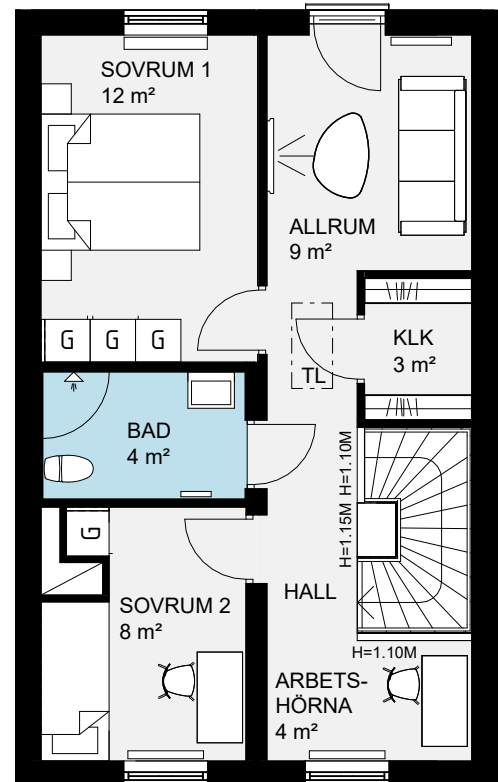 SOVRUM 1
12 m²
ALLRUM
9 m²
KLK
3 m²
TL
G G G
BAD
4 m²
H=1.10M
H=1.15M
G
SOVRUM 2
8 m²
HALL
H=1.10M
ARBETS-
HÖRNA
4 m²